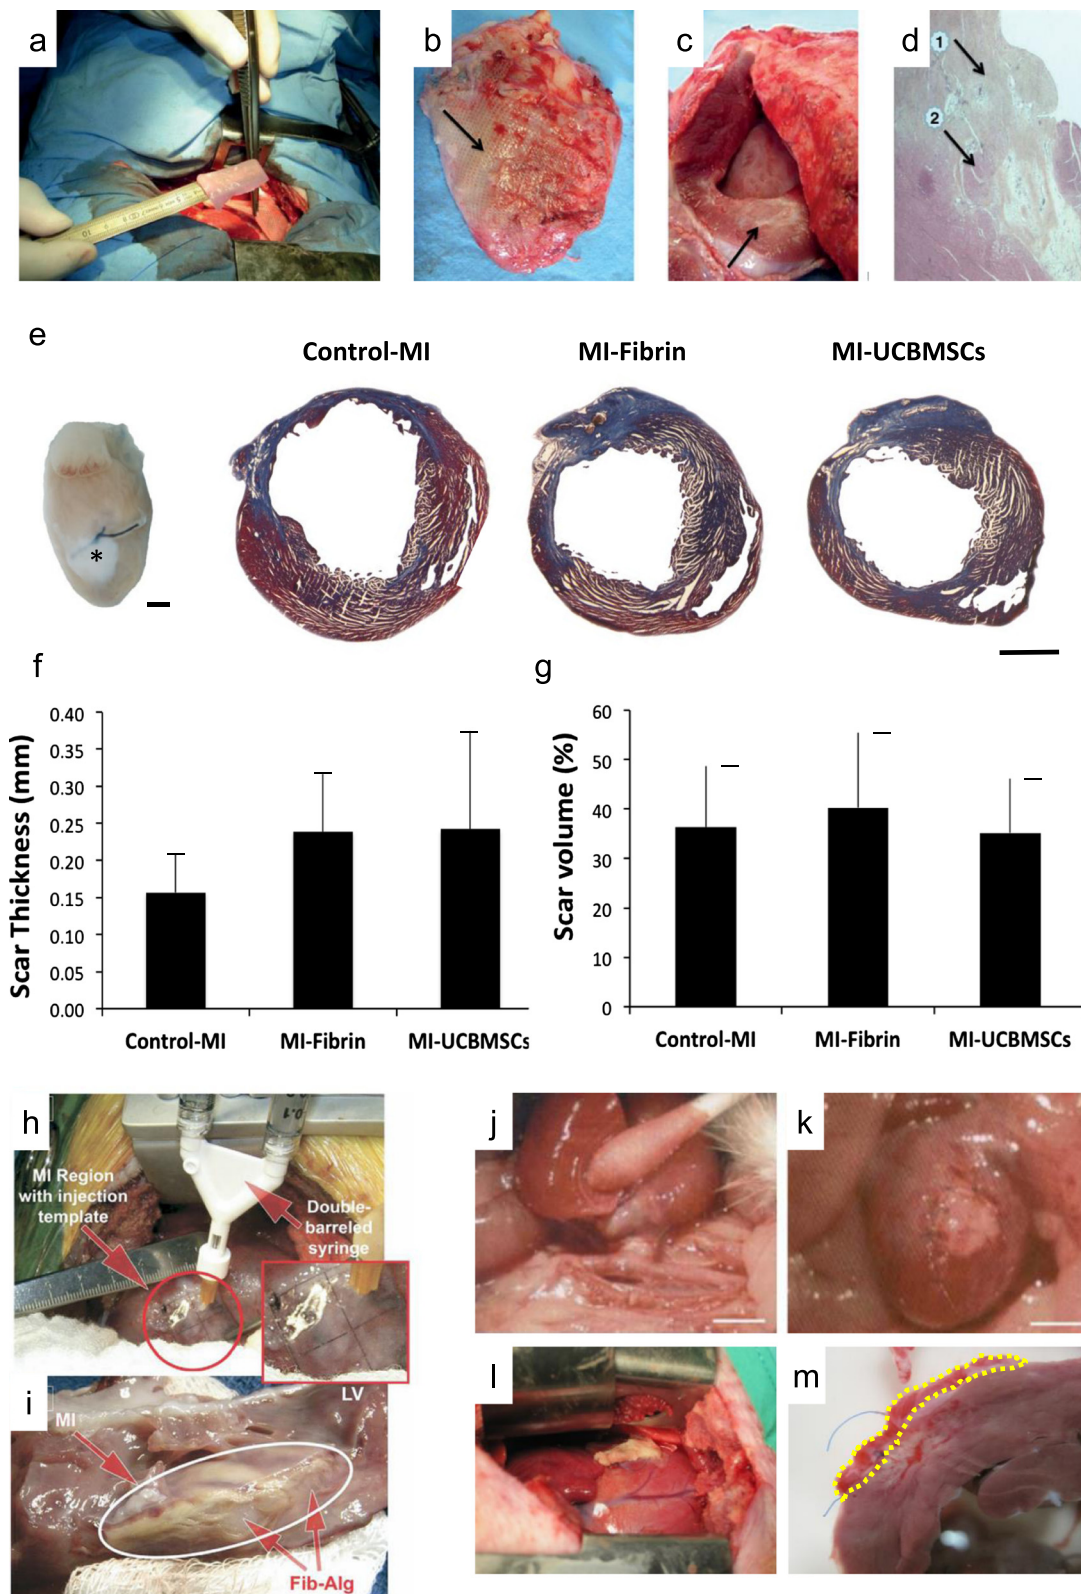 a
b
c
d
1
2
e
Control-MI
MI-Fibrin
MI-UCBMSCs
*
f
g
Scar Thickness (mm)
0.40
0.35
0.30
0.25
0.20
0.15
0.10
0.05
0.00
Control-MI
MI-Fibrin
MI-UCBMSCs
Scar volume (%)
60
50
40
30
20
10
0
Control-MI
MI-Fibrin
MI-UCBMSCs
h
0.1
MI Region
with injection
template
Double-
barreled
syringe
i
MI
LV
Fib-Alg
j
k
l
m